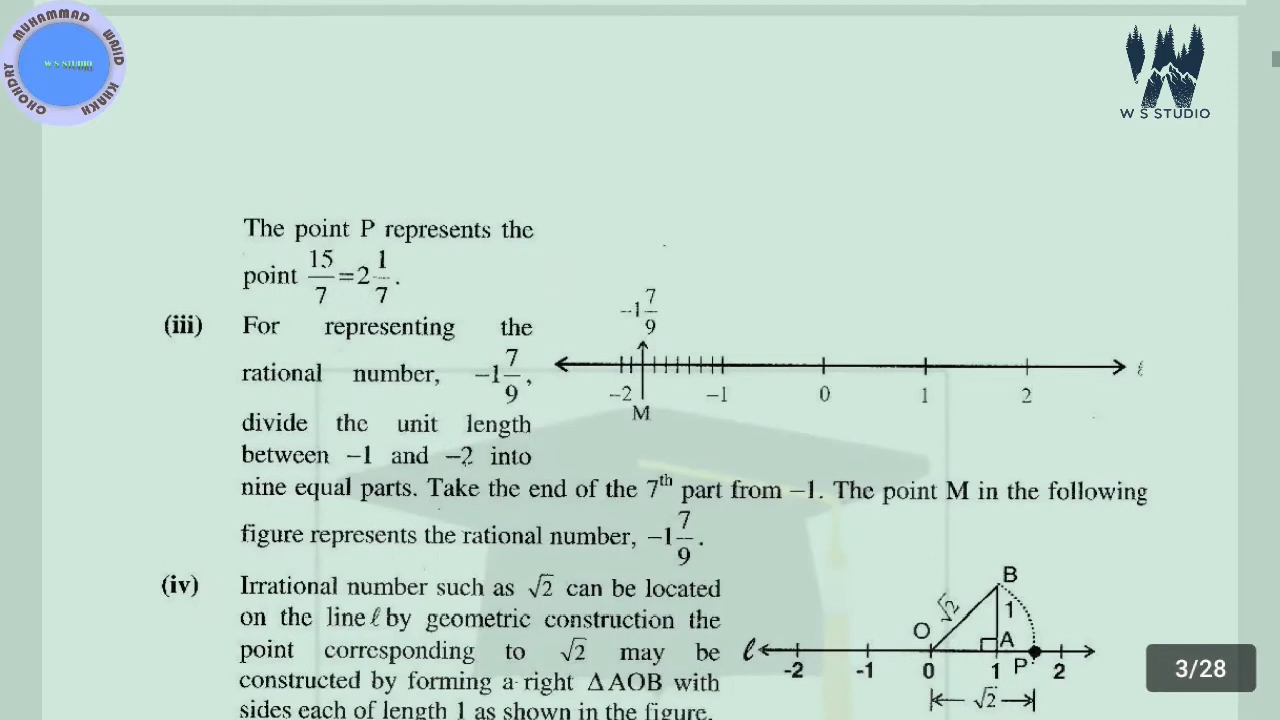 MUHAMMAD WAJID KHAKH CHOHDRY
W S STUDIO
W S STUDIO
The point P represents the
point 15/7 = 2 1/7.
(iii) For representing the
rational number, −1 7/9,
divide the unit length
between −1 and −2 into
nine equal parts. Take the end of the 7th part from −1. The point M in the following
figure represents the rational number, −1 7/9.
−1 7/9
−2 −1 0 1 2 ℓ
M
(iv) Irrational number such as √2 can be located
on the line ℓ by geometric construction the
point corresponding to √2 may be
constructed by forming a right ΔAOB with
sides each of length 1 as shown in the figure.
B
√2 1
O A
ℓ -2 -1 0 1 P 2
√2
3/28